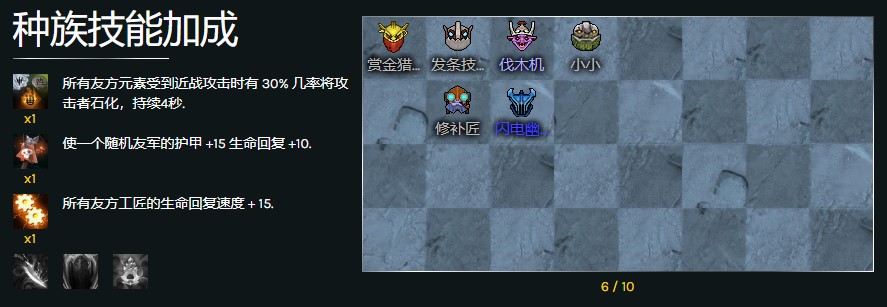 种族技能加成
所有友方元素受到近战攻击时有 30% 几率将攻
击者石化，持续4秒.
x1
使一个随机友军的护甲 +15 生命回复 +10.
x1
所有友方工匠的生命回复速度 + 15.
x1
赏金猎... 发条技... 伐木机 小小
修补匠 闪电幽...
6 / 10